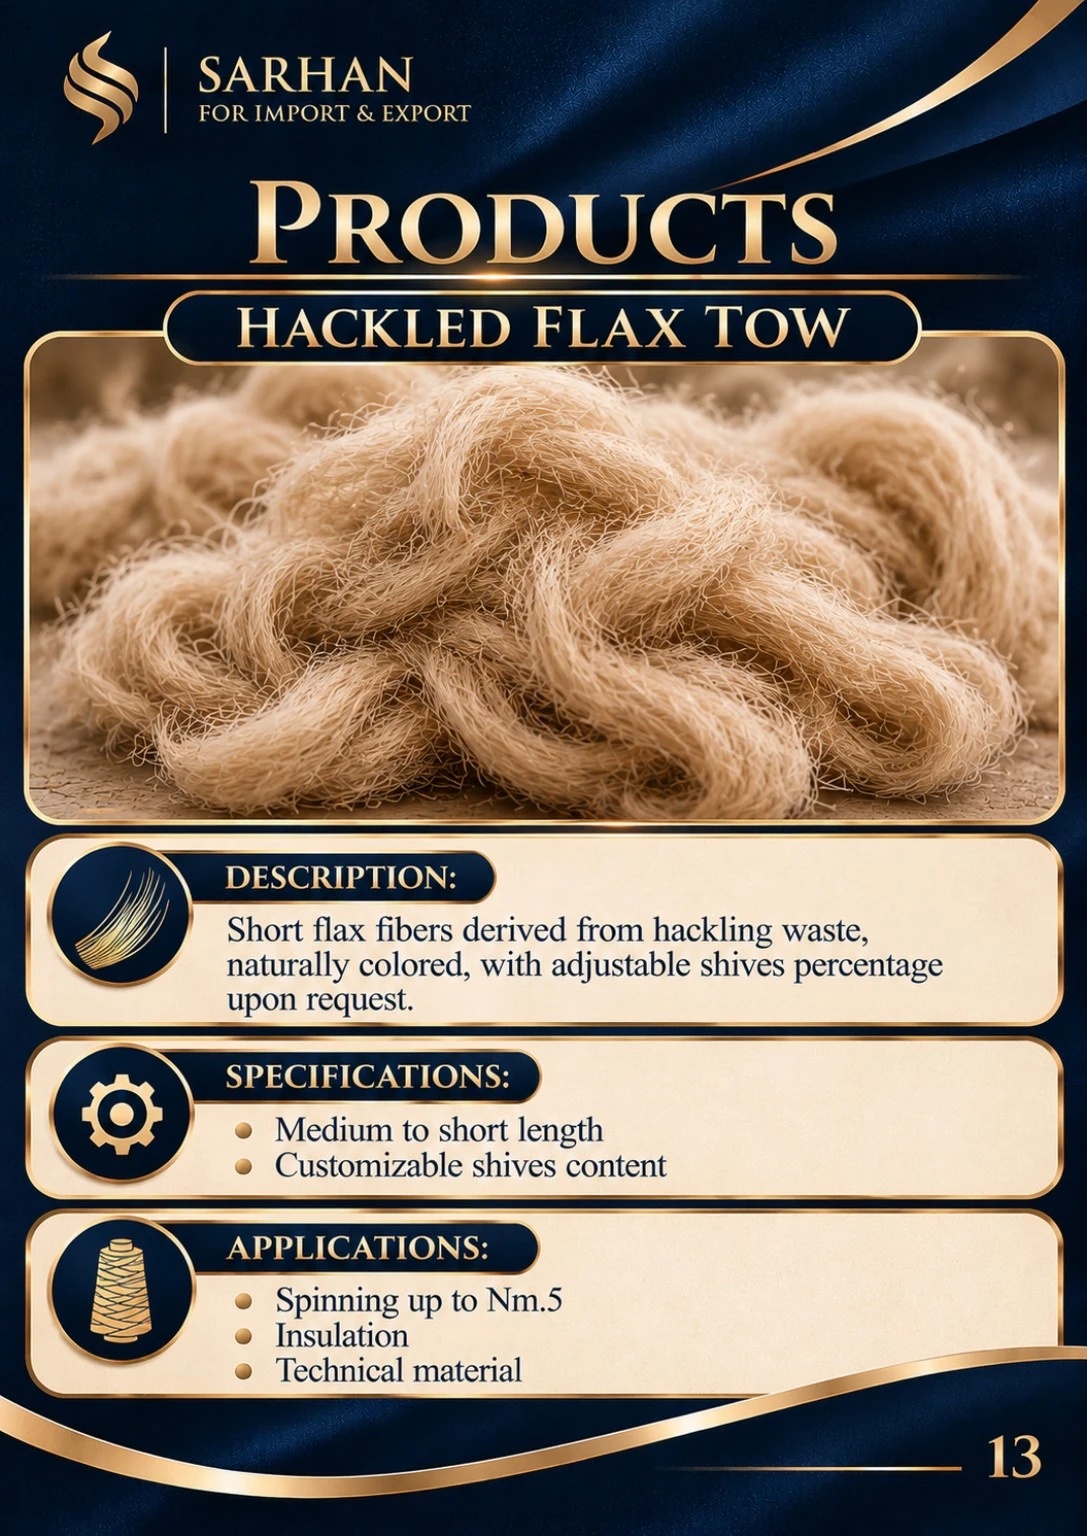 SARHAN
FOR IMPORT & EXPORT
PRODUCTS
HACKLED FLAX TOW
DESCRIPTION:
Short flax fibers derived from hackling waste,
naturally colored, with adjustable shives percentage
upon request.
SPECIFICATIONS:
Medium to short length
Customizable shives content
APPLICATIONS:
Spinning up to Nm.5
Insulation
Technical material
13